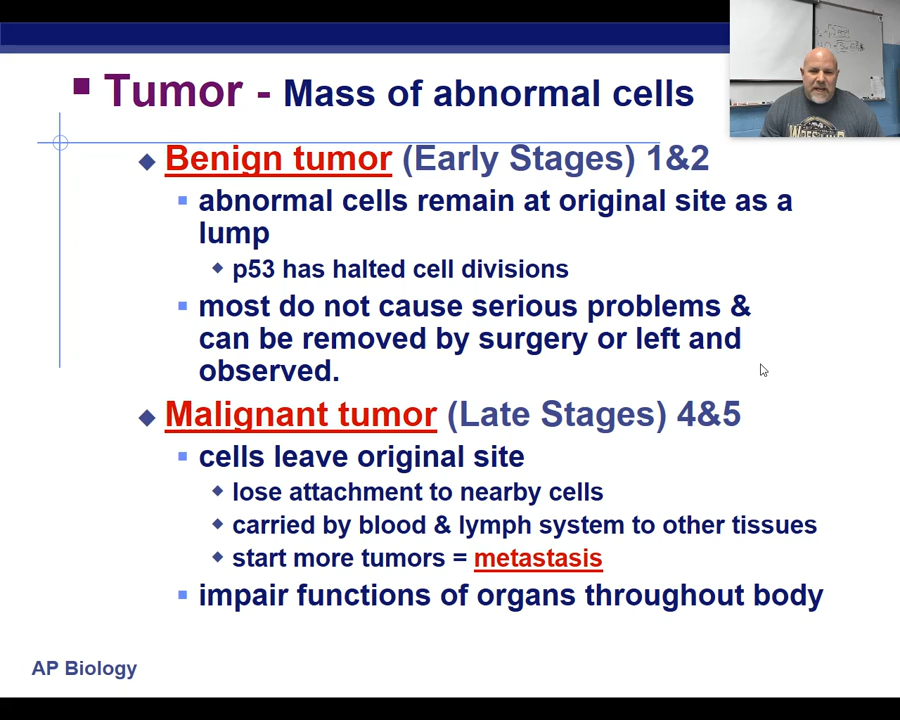 Tumor - Mass of abnormal cells
Benign tumor (Early Stages) 1&2
abnormal cells remain at original site as a
lump
p53 has halted cell divisions
most do not cause serious problems &
can be removed by surgery or left and
observed.
Malignant tumor (Late Stages) 4&5
cells leave original site
lose attachment to nearby cells
carried by blood & lymph system to other tissues
start more tumors = metastasis
impair functions of organs throughout body
AP Biology